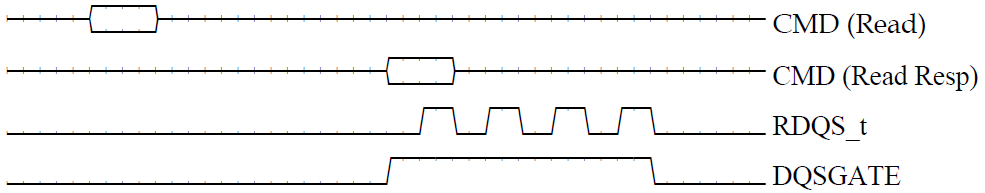 CMD (Read)
CMD (Read Resp)
RDQS_t
DQSGATE